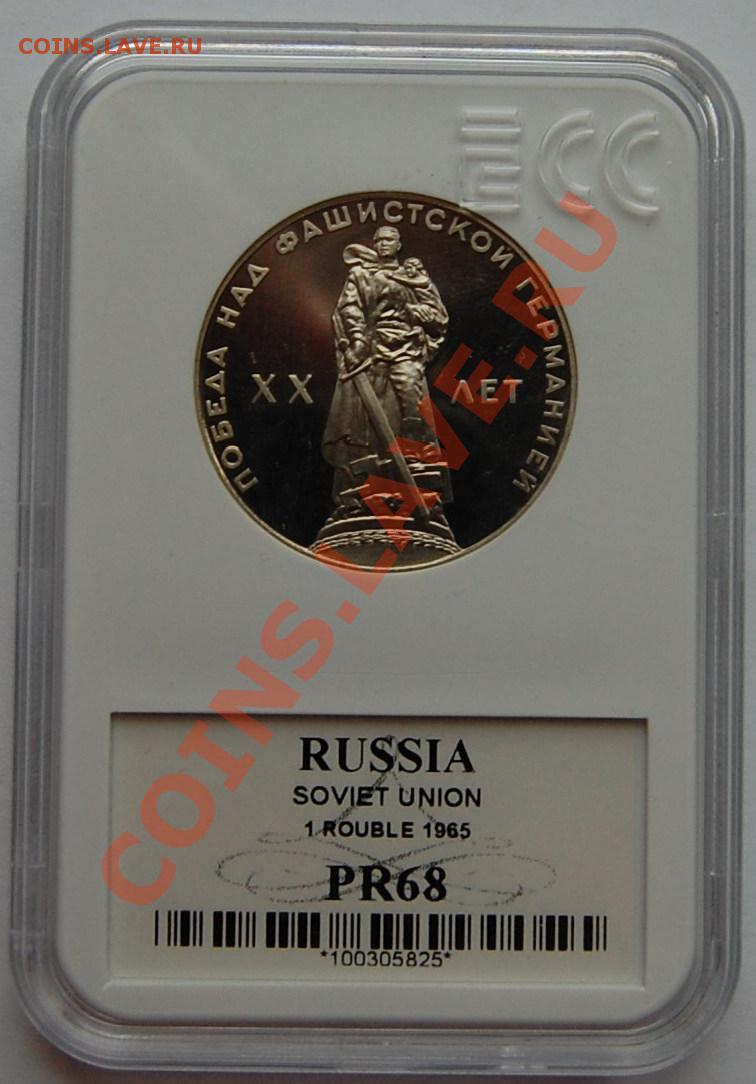 COINS.LAVE.RU
ECC
ПОБЕДА НАД ФАШИСТСКОЙ ГЕРМАНИЕЙ
XX ЛЕТ
COINS.LAVE.RU
RUSSIA
SOVIET UNION
1 ROUBLE 1965
PR68
*100305825*